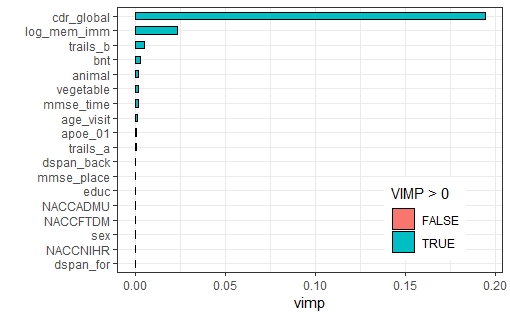 cdr_global
log_mem_imm
trails_b
bnt
animal
vegetable
mmse_time
age_visit
apoe_01
trails_a
dspan_back
mmse_place
educ
NACCADMU
NACCFTDM
sex
NACCNIHR
dspan_for
VIMP > 0
FALSE
TRUE
0.00 0.05 0.10 0.15 0.20
vimp